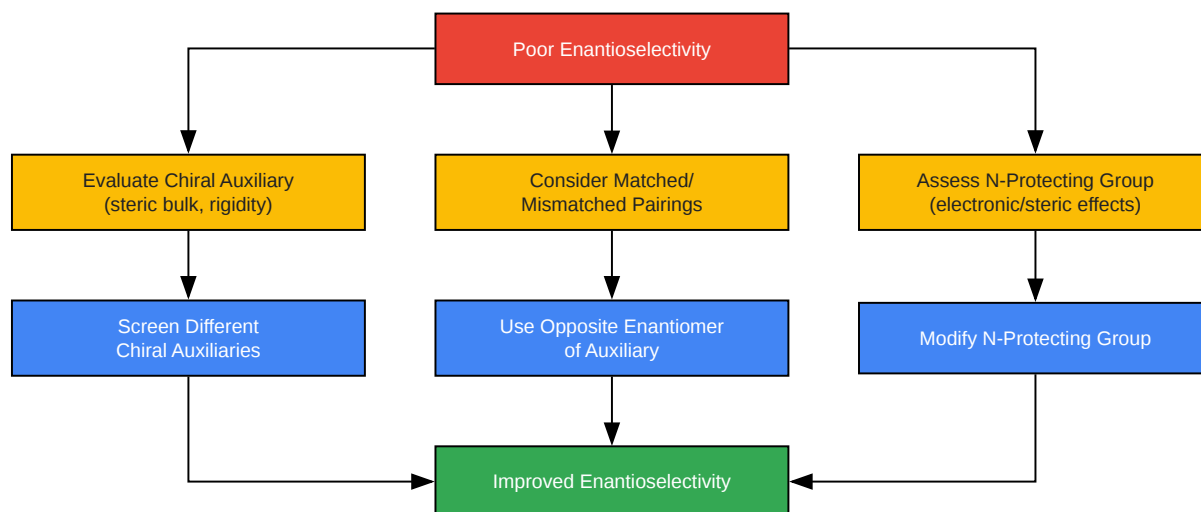 Poor Enantioselectivity
Evaluate Chiral Auxiliary
(steric bulk, rigidity)
Consider Matched/
Mismatched Pairings
Assess N-Protecting Group
(electronic/steric effects)
Screen Different
Chiral Auxiliaries
Use Opposite Enantiomer
of Auxiliary
Modify N-Protecting Group
Improved Enantioselectivity